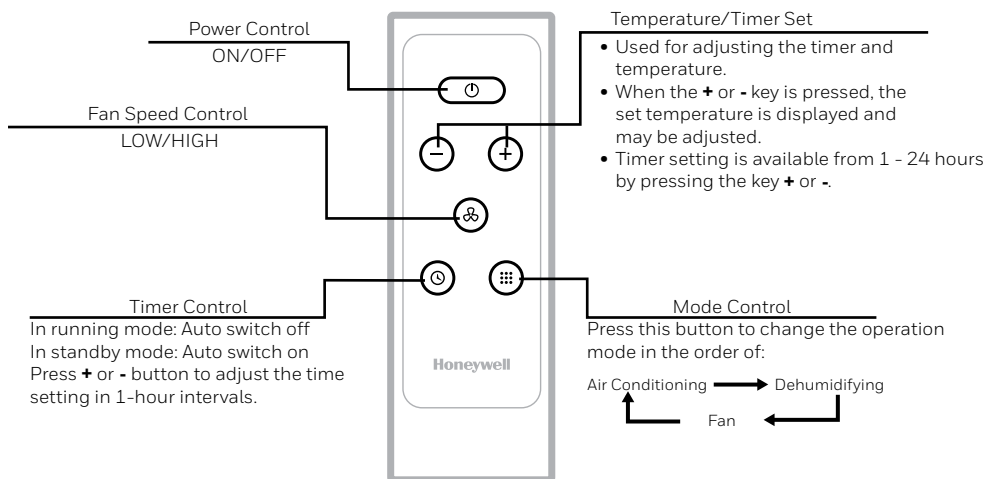 Power Control
ON/OFF
Fan Speed Control
LOW/HIGH
Temperature/Timer Set
• Used for adjusting the timer and
temperature.
• When the + or - key is pressed, the
set temperature is displayed and
may be adjusted.
• Timer setting is available from 1 - 24 hours
by pressing the key + or -.
Timer Control
In running mode: Auto switch off
In standby mode: Auto switch on
Press + or - button to adjust the time
setting in 1-hour intervals.
Honeywell
Mode Control
Press this button to change the operation
mode in the order of:
Air Conditioning
Dehumidifying
Fan